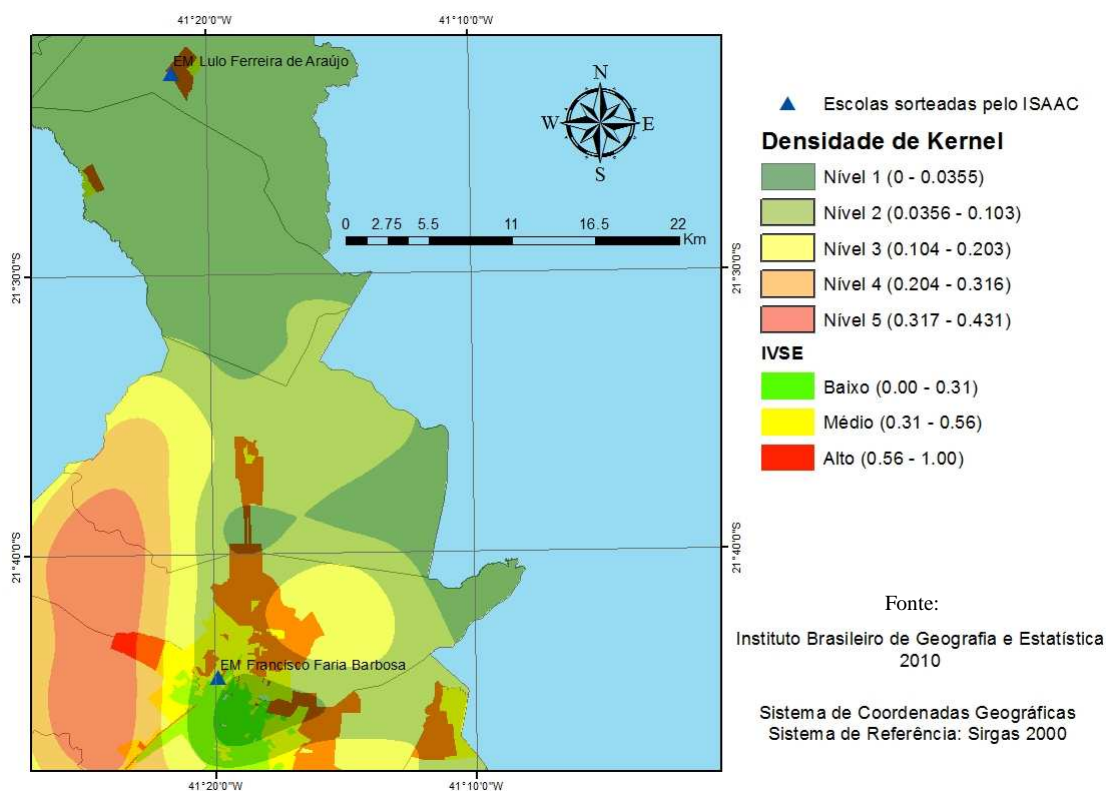 41°20'0"W
41°10'0"W
EM Lulo Ferreira de Araújo
N
W
E
S
0 2.75 5.5 11 16.5 22
Km
21°30'0"S
21°30'0"S
21°40'0"S
21°40'0"S
EM Francisco Faria Barbosa
41°20'0"W
41°10'0"W
Escolas sorteadas pelo ISAAC
Densidade de Kernel
Nível 1 (0 - 0.0355)
Nível 2 (0.0356 - 0.103)
Nível 3 (0.104 - 0.203)
Nível 4 (0.204 - 0.316)
Nível 5 (0.317 - 0.431)
IVSE
Baixo (0.00 - 0.31)
Médio (0.31 - 0.56)
Alto (0.56 - 1.00)
Fonte:
Instituto Brasileiro de Geografia e Estatística
2010
Sistema de Coordenadas Geográficas
Sistema de Referência: Sirgas 2000